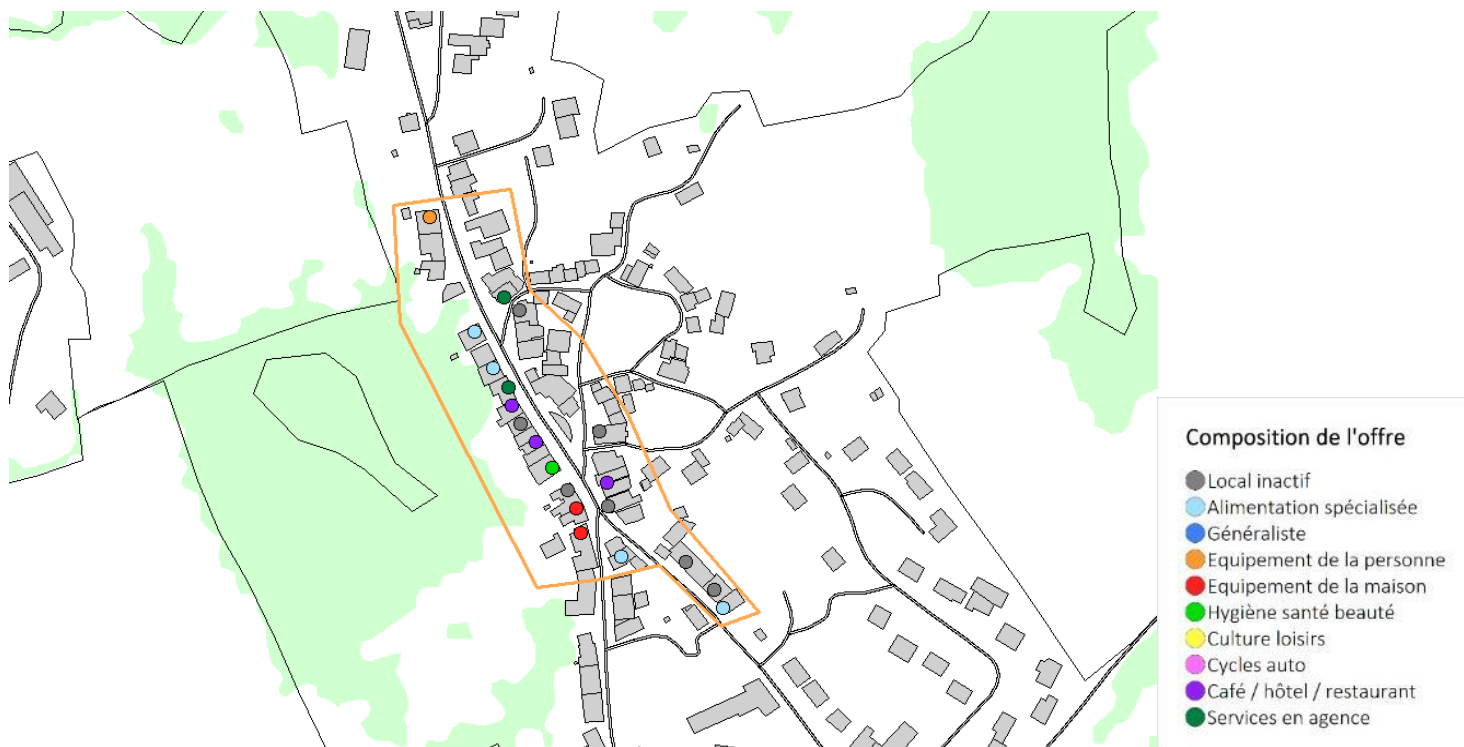 Composition de l'offre
Local inactif
Alimentation spécialisée
Généraliste
Equipement de la personne
Equipement de la maison
Hygiène santé beauté
Culture loisirs
Cycles auto
Café / hôtel / restaurant
Services en agence